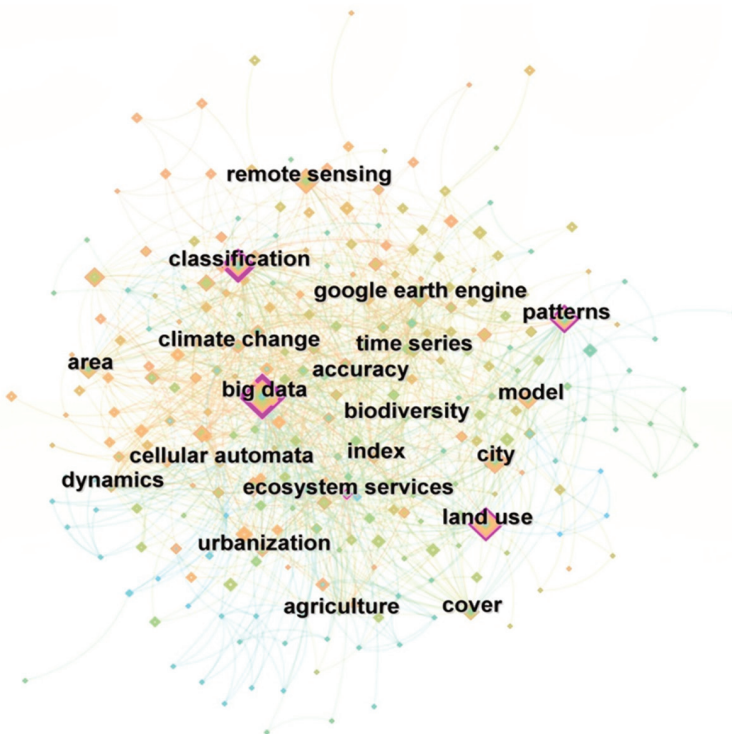 remote sensing
classification
google earth engine
patterns
climate change
time series
area
accuracy
big data
model
biodiversity
cellular automata
index
city
dynamics
ecosystem services
land use
urbanization
agriculture
cover